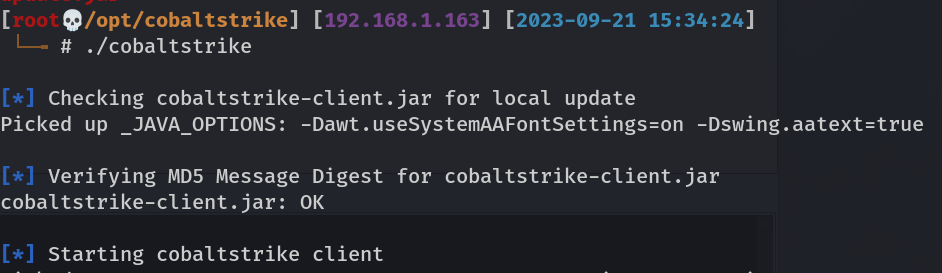 [root💀/opt/cobaltstrike] [192.168.1.163] [2023-09-21 15:34:24]
└──╼ # ./cobaltstrike
[*] Checking cobaltstrike-client.jar for local update
Picked up _JAVA_OPTIONS: -Dawt.useSystemAAFontSettings=on -Dswing.aatext=true
[*] Verifying MD5 Message Digest for cobaltstrike-client.jar
cobaltstrike-client.jar: OK
[*] Starting cobaltstrike client